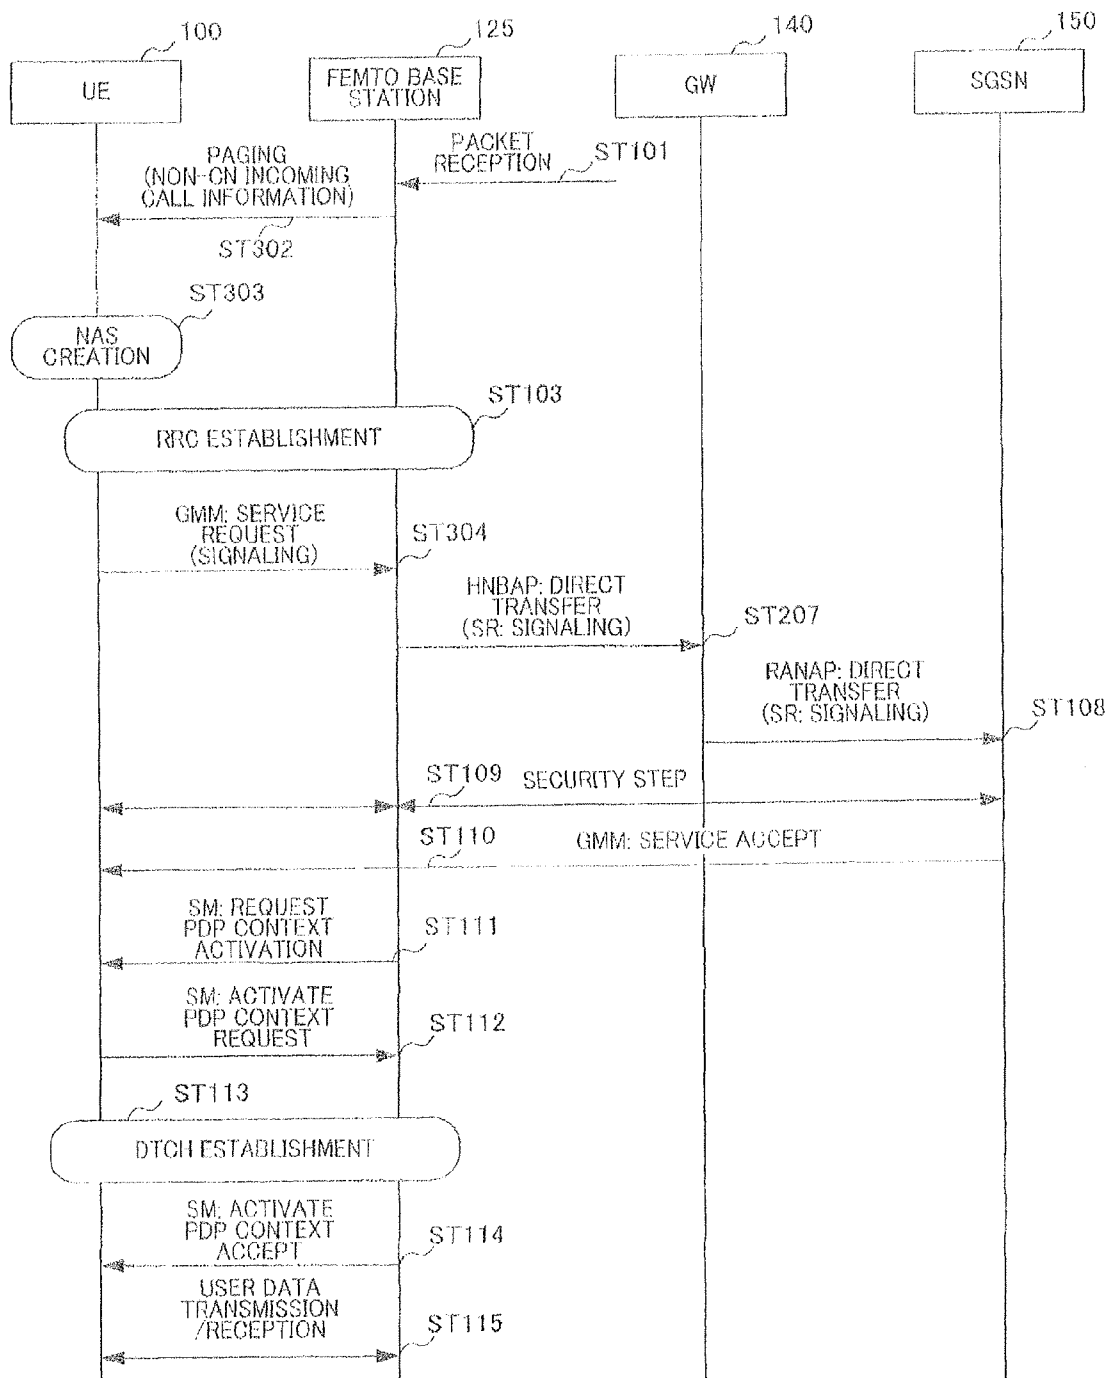 100
125
140
150
UE
FEMTO BASE
STATION
GW
SGSN
PACKET
RECEPTION
ST101
PAGING
(NON-CN INCOMING
CALL INFORMATION)
ST302
ST303
NAS
CREATION
ST103
RRC ESTABLISHMENT
GMM: SERVICE
REQUEST
(SIGNALING)
ST304
HNBAP: DIRECT
TRANSFER
(SR: SIGNALING)
ST207
RANAP: DIRECT
TRANSFER
(SR: SIGNALING)
ST108
ST109
SECURITY STEP
ST110
GMM: SERVICE ACCEPT
SM: REQUEST
PDP CONTEXT
ACTIVATION
ST111
SM: ACTIVATE
PDP CONTEXT
REQUEST
ST112
ST113
DTCH ESTABLISHMENT
SM: ACTIVATE
PDP CONTEXT
ACCEPT
ST114
USER DATA
TRANSMISSION
/RECEPTION
ST115